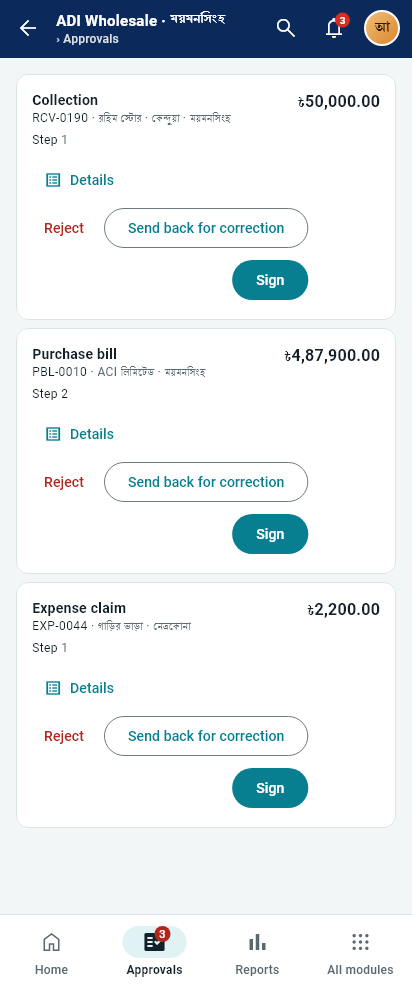 ADI Wholesale · ময়মনসিংহ
› Approvals
3
আ
Collection
৳50,000.00
RCV-0190 · রহিম স্টোর · কেন্দুয়া · ময়মনসিংহ
Step 1
Details
Reject
Send back for correction
Sign
Purchase bill
৳4,87,900.00
PBL-0010 · ACI লিমিটেড · ময়মনসিংহ
Step 2
Details
Reject
Send back for correction
Sign
Expense claim
৳2,200.00
EXP-0044 · গাড়ির ভাড়া · নেত্রকোনা
Step 1
Details
Reject
Send back for correction
Sign
3
Home
Approvals
Reports
All modules